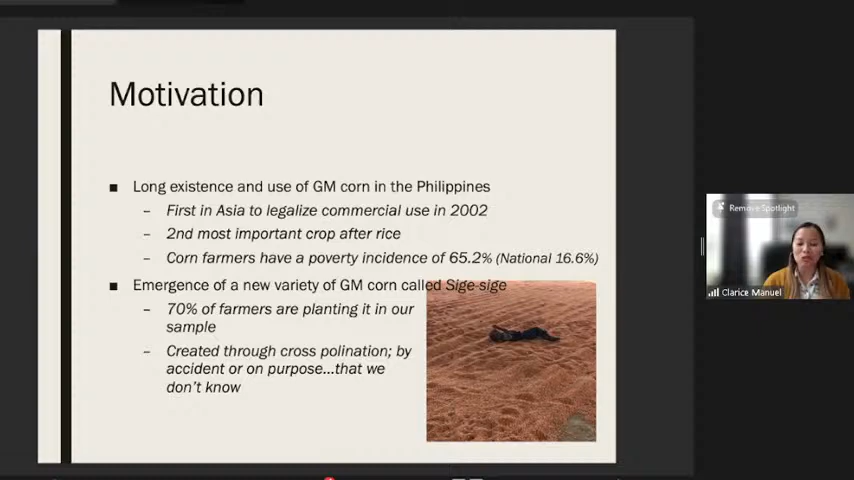 Motivation
■ Long existence and use of GM corn in the Philippines
– First in Asia to legalize commercial use in 2002
– 2nd most important crop after rice
– Corn farmers have a poverty incidence of 65.2% (National 16.6%)
■ Emergence of a new variety of GM corn called Sige-sige
– 70% of farmers are planting it in our
sample
– Created through cross polination; by
accident or on purpose...that we
don't know
Remove Spotlight
Clarice Manuel